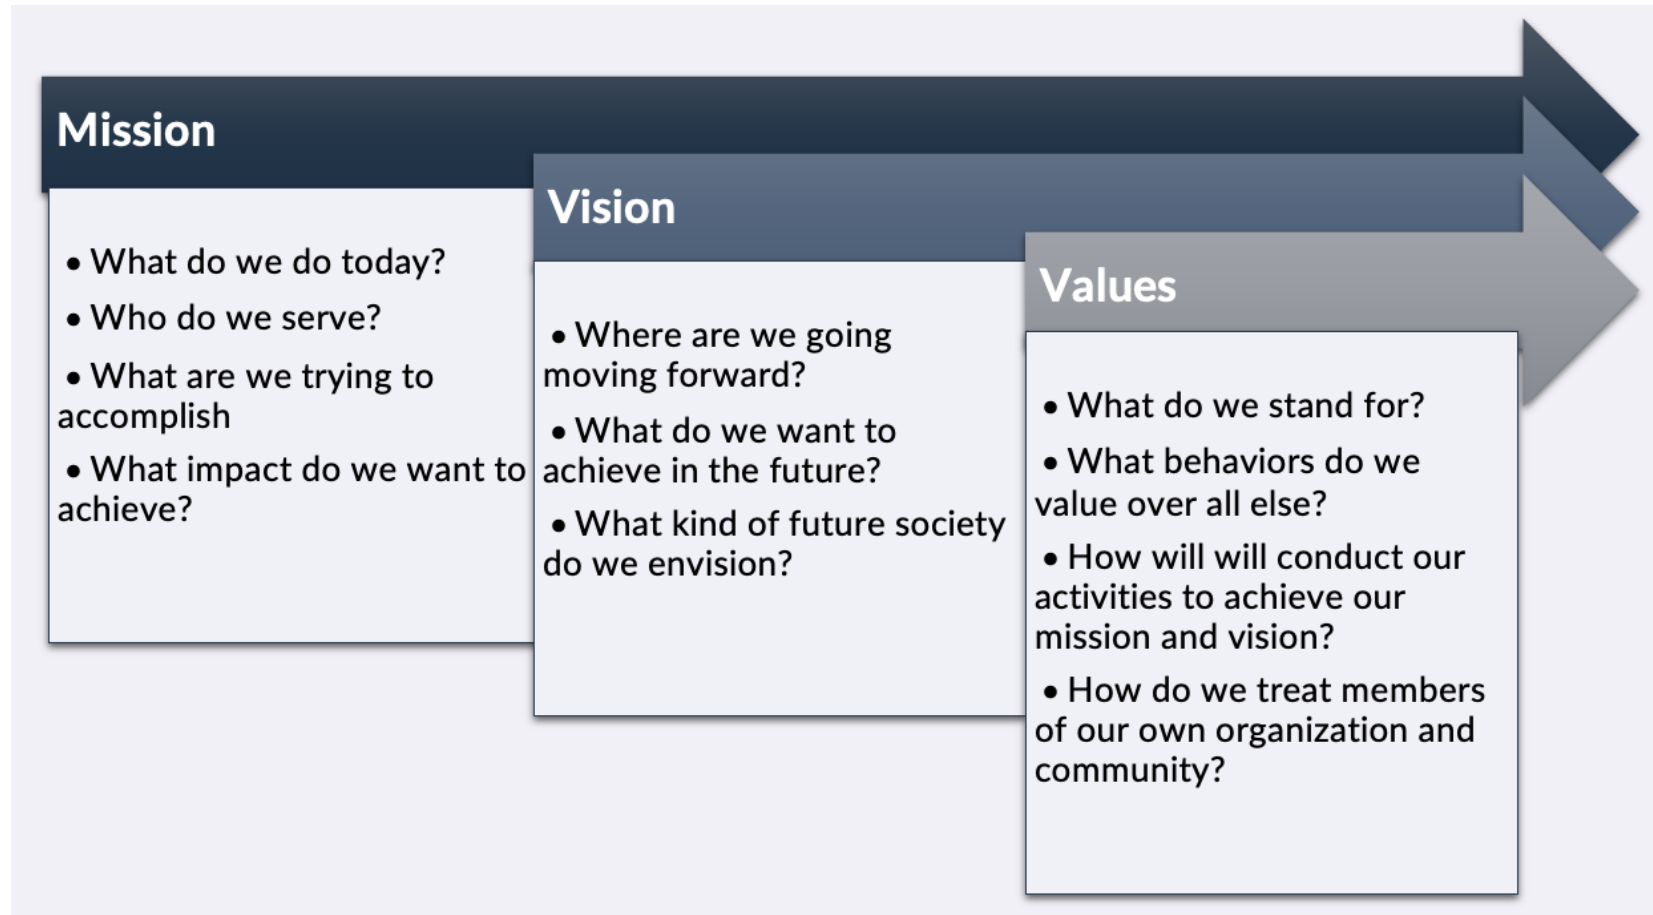 Mission
• What do we do today?
• Who do we serve?
• What are we trying to
accomplish
• What impact do we want to
achieve?
Vision
• Where are we going
moving forward?
• What do we want to
achieve in the future?
• What kind of future society
do we envision?
Values
• What do we stand for?
• What behaviors do we
value over all else?
• How will will conduct our
activities to achieve our
mission and vision?
• How do we treat members
of our own organization and
community?